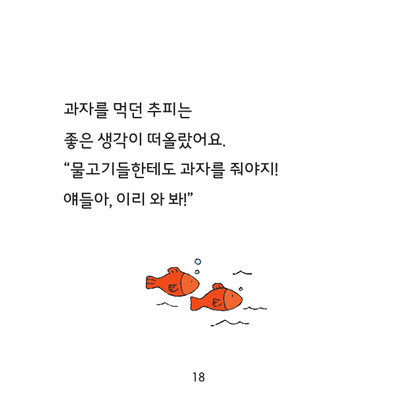 과자를 먹던 추피는
좋은 생각이 떠올랐어요.
“물고기들한테도 과자를 줘야지!
얘들아, 이리 와 봐!”
18